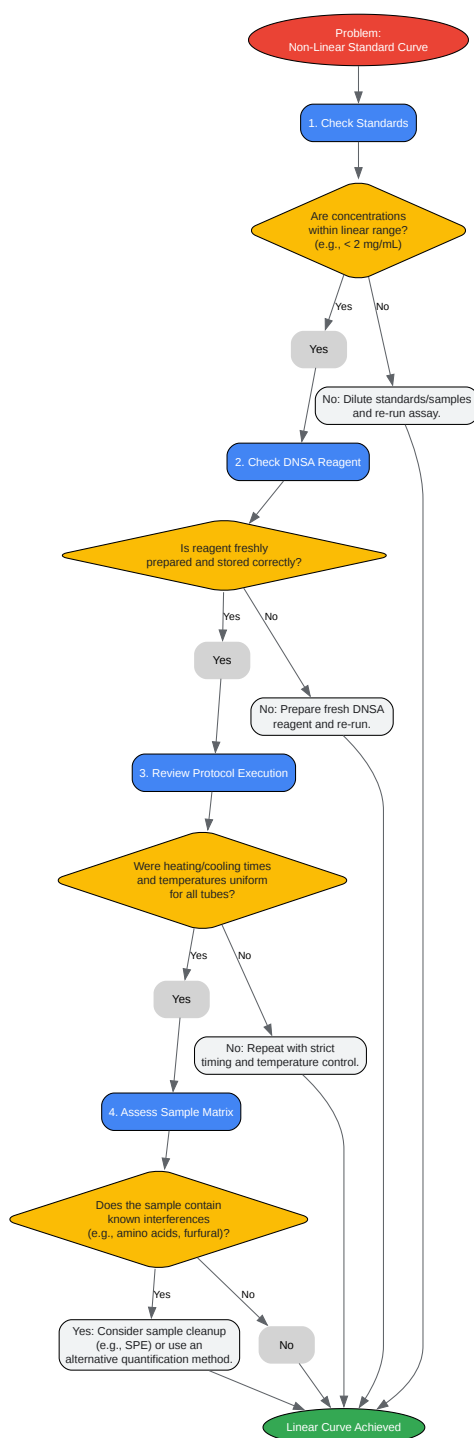 Problem:
Non-Linear Standard Curve
1. Check Standards
Are concentrations
within linear range?
(e.g., < 2 mg/mL)
Yes
No
Yes
No: Dilute standards/samples
and re-run assay.
2. Check DNSA Reagent
Is reagent freshly
prepared and stored correctly?
Yes
No
Yes
No: Prepare fresh DNSA
reagent and re-run.
3. Review Protocol Execution
Were heating/cooling times
and temperatures uniform
for all tubes?
Yes
No
Yes
No: Repeat with strict
timing and temperature control.
4. Assess Sample Matrix
Does the sample contain
known interferences
(e.g., amino acids, furfural)?
Yes
No
Yes: Consider sample cleanup
(e.g., SPE) or use an
alternative quantification method.
No
Linear Curve Achieved